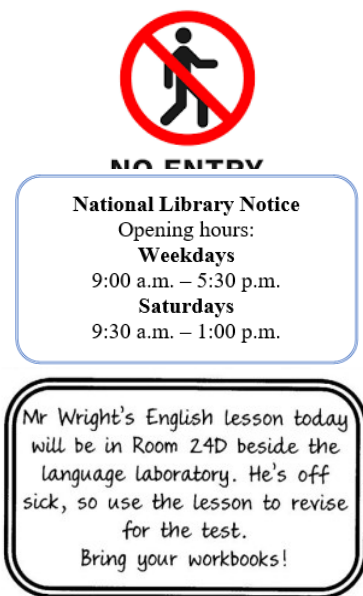 NO ENTRY
National Library Notice
Opening hours:
Weekdays
9:00 a.m. – 5:30 p.m.
Saturdays
9:30 a.m. – 1:00 p.m.
Mr Wright's English lesson today
will be in Room 24D beside the
language laboratory. He's off
sick, so use the lesson to revise
for the test.
Bring your workbooks!